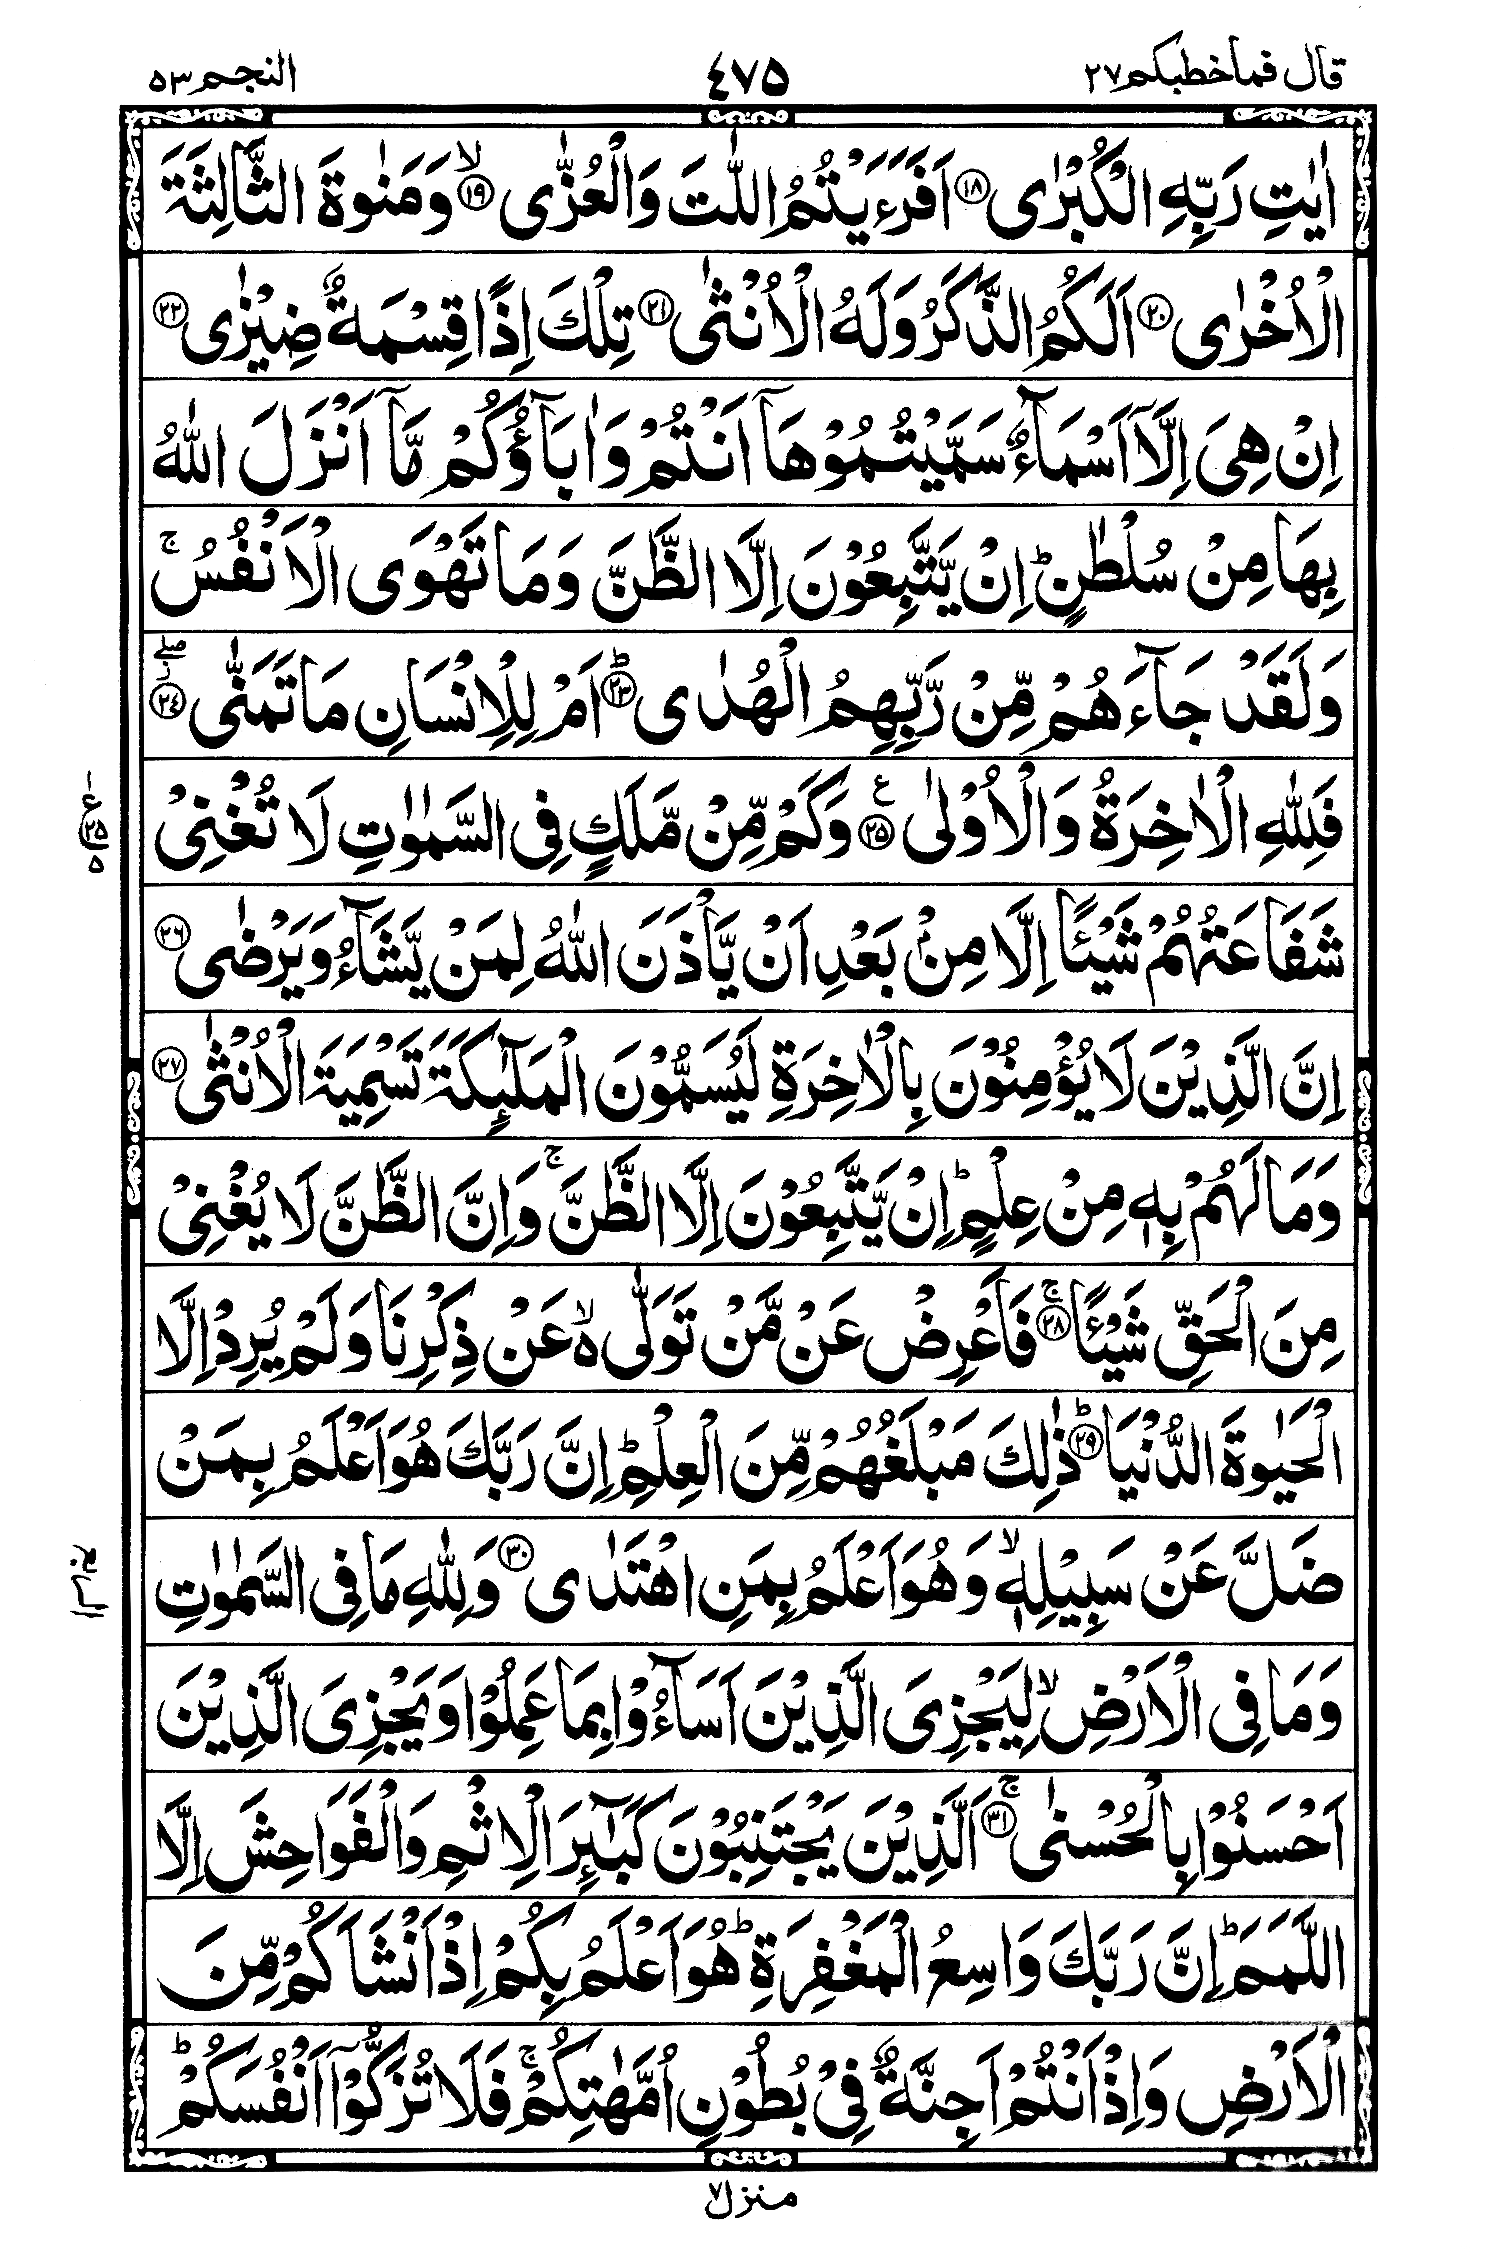 قال فماخطبكم ٢٧ ٤٧٥ النجم ٥٣
اٰيٰتِ رَبِّهِ الْكُبْرٰى ١٨ اَفَرَءَيْتُمُ اللّٰتَ وَالْعُزّٰى ۙ ١٩ وَمَنٰوةَ الثَّالِثَةَ
الْاُخْرٰى ٢٠ اَلَكُمُ الذَّكَرُ وَلَهُ الْاُنْثٰى ٢١ تِلْكَ اِذًا قِسْمَةٌ ضِيْزٰى ٢٢
اِنْ هِىَ اِلَّاۤ اَسْمَآءٌ سَمَّيْتُمُوْهَاۤ اَنْتُمْ وَاٰبَآؤُكُمْ مَّاۤ اَنْزَلَ اللّٰهُ
بِهَا مِنْ سُلْطٰنٍ ؕ اِنْ يَّتَّبِعُوْنَ اِلَّا الظَّنَّ وَمَا تَهْوَى الْاَنْفُسُ ۚ
وَلَقَدْ جَآءَهُمْ مِّنْ رَّبِّهِمُ الْهُدٰى ؕ ٢٣ اَمْ لِلْاِنْسَانِ مَا تَمَنّٰى ۖ ز ٢٤
فَلِلّٰهِ الْاٰخِرَةُ وَالْاُوْلٰى ع ٢٥ وَكَمْ مِّنْ مَّلَكٍ فِى السَّمٰوٰتِ لَا تُغْنِىْ
ع ٢٥ ٥
شَفَاعَتُهُمْ شَيْـًٔا اِلَّا مِنْۢ بَعْدِ اَنْ يَّاْذَنَ اللّٰهُ لِمَنْ يَّشَآءُ وَيَرْضٰى ٢٦
اِنَّ الَّذِيْنَ لَا يُؤْمِنُوْنَ بِالْاٰخِرَةِ لَيُسَمُّوْنَ الْمَلٰٓئِكَةَ تَسْمِيَةَ الْاُنْثٰى ٢٧
وَمَا لَهُمْ بِهٖ مِنْ عِلْمٍ ؕ اِنْ يَّتَّبِعُوْنَ اِلَّا الظَّنَّ ۚ وَاِنَّ الظَّنَّ لَا يُغْنِىْ
مِنَ الْحَقِّ شَيْـًٔا ۚ ٢٨ فَاَعْرِضْ عَنْ مَّنْ تَوَلّٰى ە ۙ عَنْ ذِكْرِنَا وَلَمْ يُرِدْ اِلَّا
الْحَيٰوةَ الدُّنْيَا ؕ ٢٩ ذٰلِكَ مَبْلَغُهُمْ مِّنَ الْعِلْمِ ؕ اِنَّ رَبَّكَ هُوَ اَعْلَمُ بِمَنْ
ضَلَّ عَنْ سَبِيْلِهٖ ۙ وَهُوَ اَعْلَمُ بِمَنِ اهْتَدٰى ٣٠ وَلِلّٰهِ مَا فِى السَّمٰوٰتِ
الربع
وَمَا فِى الْاَرْضِ ۙ لِيَجْزِىَ الَّذِيْنَ اَسَآءُوْا بِمَا عَمِلُوْا وَيَجْزِىَ الَّذِيْنَ
اَحْسَنُوْا بِالْحُسْنٰى ۚ ٣١ اَلَّذِيْنَ يَجْتَنِبُوْنَ كَبٰٓئِرَ الْاِثْمِ وَالْفَوَاحِشَ اِلَّا
اللَّمَمَ ؕ اِنَّ رَبَّكَ وَاسِعُ الْمَغْفِرَةِ ؕ هُوَ اَعْلَمُ بِكُمْ اِذْ اَنْشَاَكُمْ مِّنَ
الْاَرْضِ وَاِذْ اَنْتُمْ اَجِنَّةٌ فِىْ بُطُوْنِ اُمَّهٰتِكُمْ ۚ فَلَا تُزَكُّوْۤا اَنْفُسَكُمْ ؕ
منزل ٧